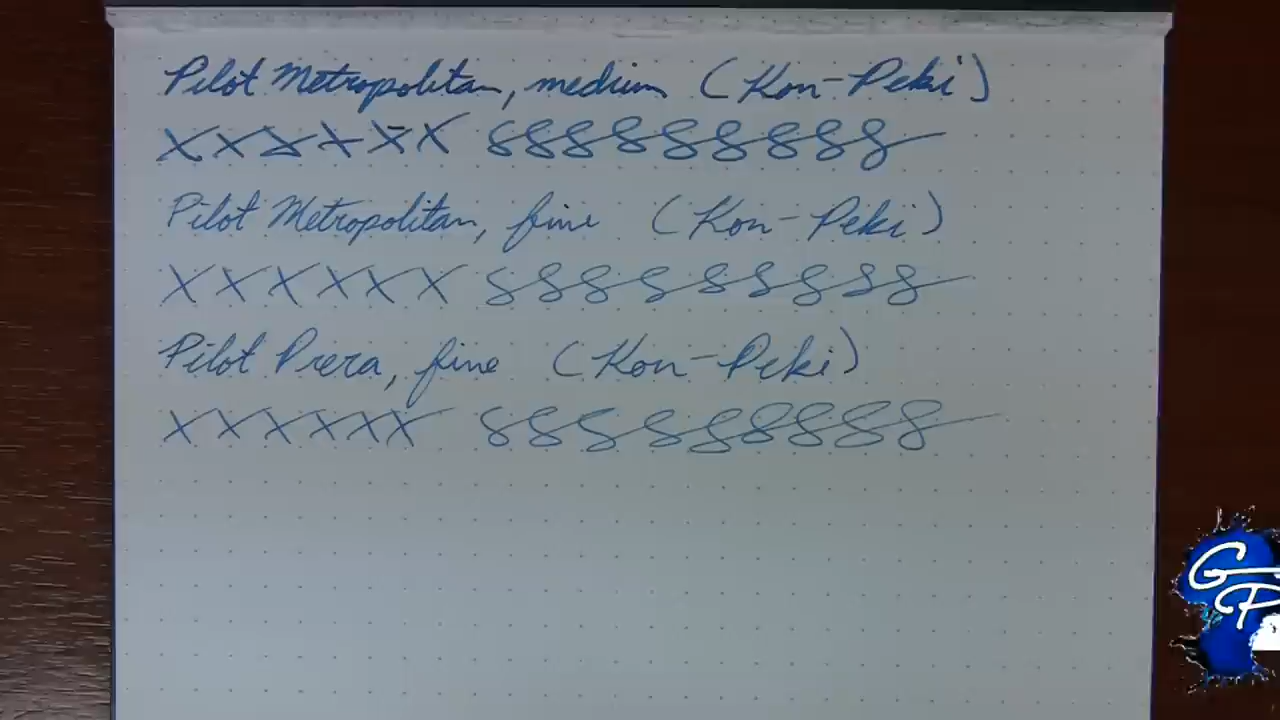 Pilot Metropolitan, medium (Kon-Peki)
XXXXXX 888888888
Pilot Metropolitan, fine (Kon-Peki)
XXXXXX 888888888
Pilot Prera, fine (Kon-Peki)
XXXXXX 888888888
G
P